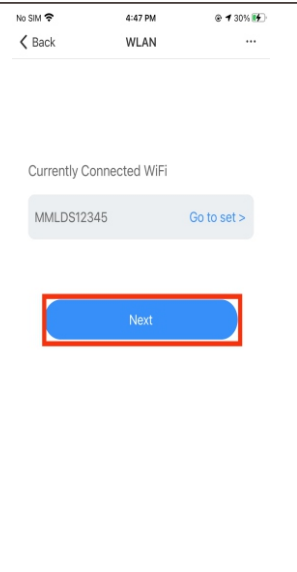 No SIM 4:47 PM 30%
Back WLAN ...
Currently Connected WiFi
MMLDS12345 Go to set >
Next